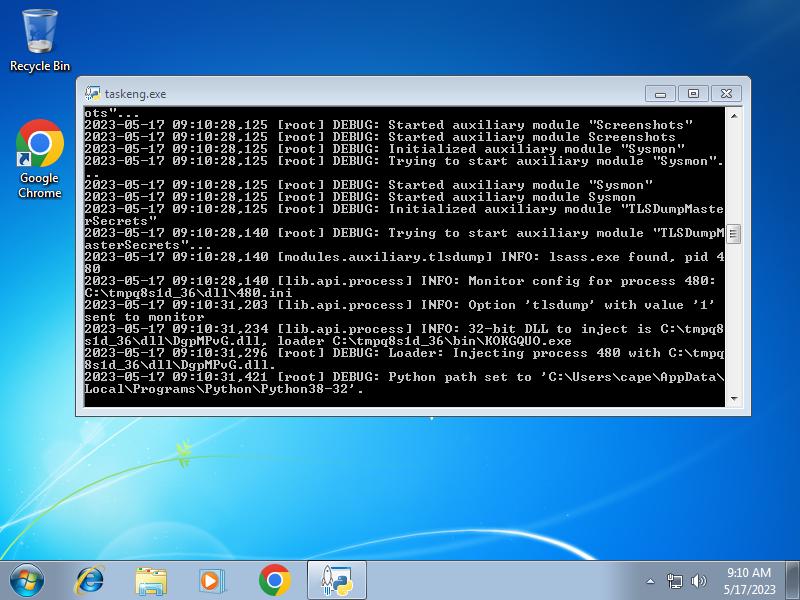 Recycle Bin
Google
Chrome
taskeng.exe
ots"...
2023-05-17 09:10:28,125 [root] DEBUG: Started auxiliary module "Screenshots"
2023-05-17 09:10:28,125 [root] DEBUG: Started auxiliary module Screenshots
2023-05-17 09:10:28,125 [root] DEBUG: Initialized auxiliary module "Sysmon"
2023-05-17 09:10:28,125 [root] DEBUG: Trying to start auxiliary module "Sysmon".
..
2023-05-17 09:10:28,125 [root] DEBUG: Started auxiliary module "Sysmon"
2023-05-17 09:10:28,125 [root] DEBUG: Started auxiliary module Sysmon
2023-05-17 09:10:28,125 [root] DEBUG: Initialized auxiliary module "TLSDumpMaste
rSecrets"
2023-05-17 09:10:28,140 [root] DEBUG: Trying to start auxiliary module "TLSDumpM
asterSecrets"...
2023-05-17 09:10:28,140 [modules.auxiliary.tlsdump] INFO: lsass.exe found, pid 4
80
2023-05-17 09:10:28,140 [lib.api.process] INFO: Monitor config for process 480:
C:\tmpq8s1d_36\dll\480.ini
2023-05-17 09:10:31,203 [lib.api.process] INFO: Option 'tlsdump' with value '1'
sent to monitor
2023-05-17 09:10:31,234 [lib.api.process] INFO: 32-bit DLL to inject is C:\tmpq8
s1d_36\dll\DgpMPvG.dll, loader C:\tmpq8s1d_36\bin\KOKGQUO.exe
2023-05-17 09:10:31,296 [root] DEBUG: Loader: Injecting process 480 with C:\tmpq
8s1d_36\dll\DgpMPvG.dll.
2023-05-17 09:10:31,421 [root] DEBUG: Python path set to 'C:\Users\cape\AppData\
Local\Programs\Python\Python38-32'.
9:10 AM
5/17/2023